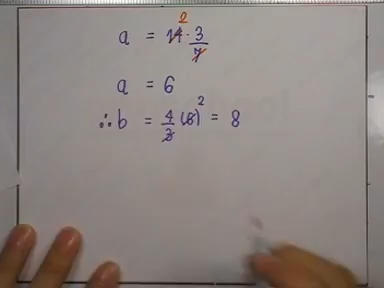 a = 14 · 3/7 2
a = 6
∴ b = 4/3 (6) 2 = 8